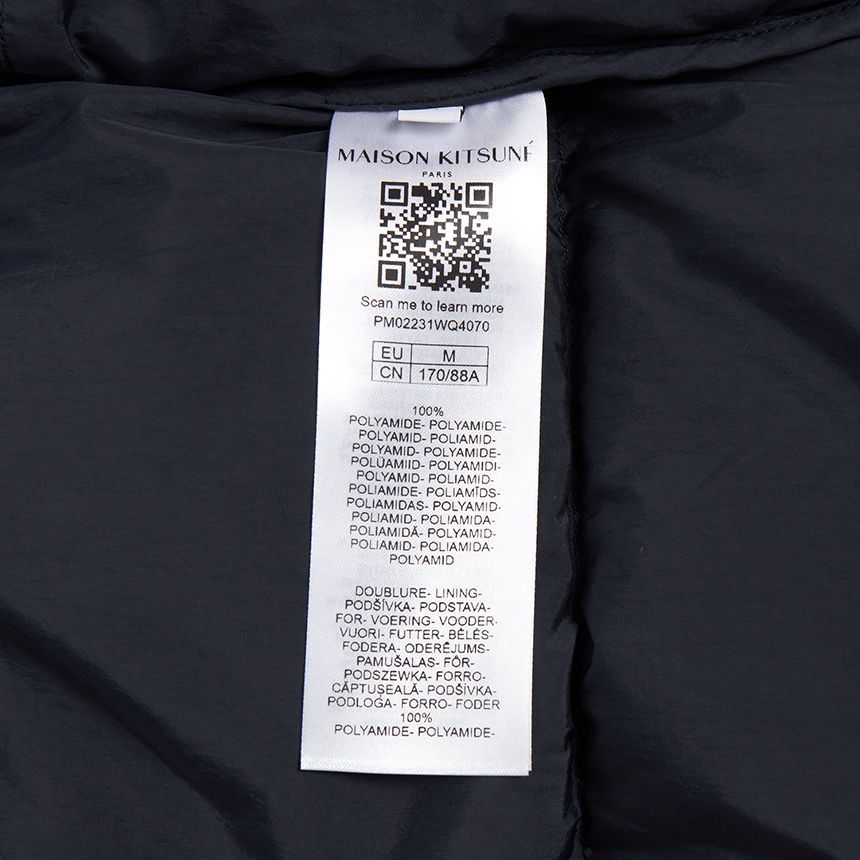 MAISON KITSUNÉ
PARIS
Scan me to learn more
PM02231WQ4070
EU M
CN 170/88A
100%
POLYAMIDE- POLYAMIDE-
POLYAMID- POLIAMID-
POLYAMID- POLYAMIDE-
POLÜAMIID- POLYAMIDI-
POLYAMID- POLIAMID-
POLIAMIDE- POLIAMĪDS-
POLIAMIDAS- POLYAMID-
POLIAMID- POLIAMIDA-
POLIAMIDĂ- POLYAMID-
POLIAMID- POLIAMIDA-
POLYAMID
DOUBLURE- LINING-
PODŠÍVKA- PODSTAVA-
FOR- VOERING- VOODER-
VUORI- FUTTER- BÉLÉS-
FODERA- ODERĒJUMS-
PAMUŠALAS- FÔR-
PODSZEWKA- FORRO-
CĂPTUŞEALĂ- PODŠÍVKA-
PODLOGA- FORRO- FODER
100%
POLYAMIDE- POLYAMIDE-